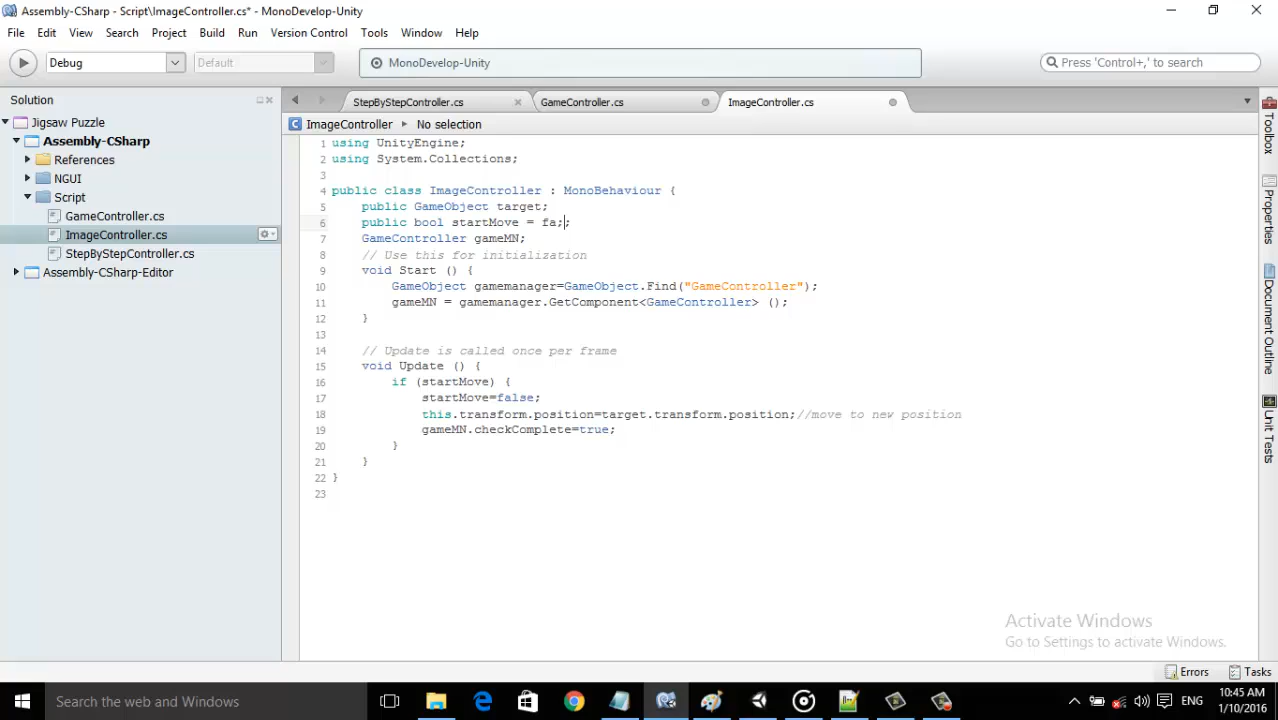 Assembly-CSharp - Script\ImageController.cs* - MonoDevelop-Unity
File Edit View Search Project Build Run Version Control Tools Window Help
Debug Default MonoDevelop-Unity Press 'Control+,' to search
Solution
Jigsaw Puzzle
Assembly-CSharp
References
NGUI
Script
GameController.cs
ImageController.cs
StepByStepController.cs
Assembly-CSharp-Editor
StepByStepController.cs GameController.cs ImageController.cs
ImageController No selection
1 using UnityEngine;
2 using System.Collections;
3
4 public class ImageController : MonoBehaviour {
5 public GameObject target;
6 public bool startMove = fa;;
7 GameController gameMN;
8 // Use this for initialization
9 void Start () {
10 GameObject gamemanager=GameObject.Find("GameController");
11 gameMN = gamemanager.GetComponent<GameController> ();
12 }
13
14 // Update is called once per frame
15 void Update () {
16 if (startMove) {
17 startMove=false;
18 this.transform.position=target.transform.position;//move to new position
19 gameMN.checkComplete=true;
20 }
21 }
22 }
23
Toolbox
Properties
Document Outline
Unit Tests
Activate Windows
Go to Settings to activate Windows.
Errors Tasks
Search the web and Windows
ENG
10:45 AM
1/10/2016